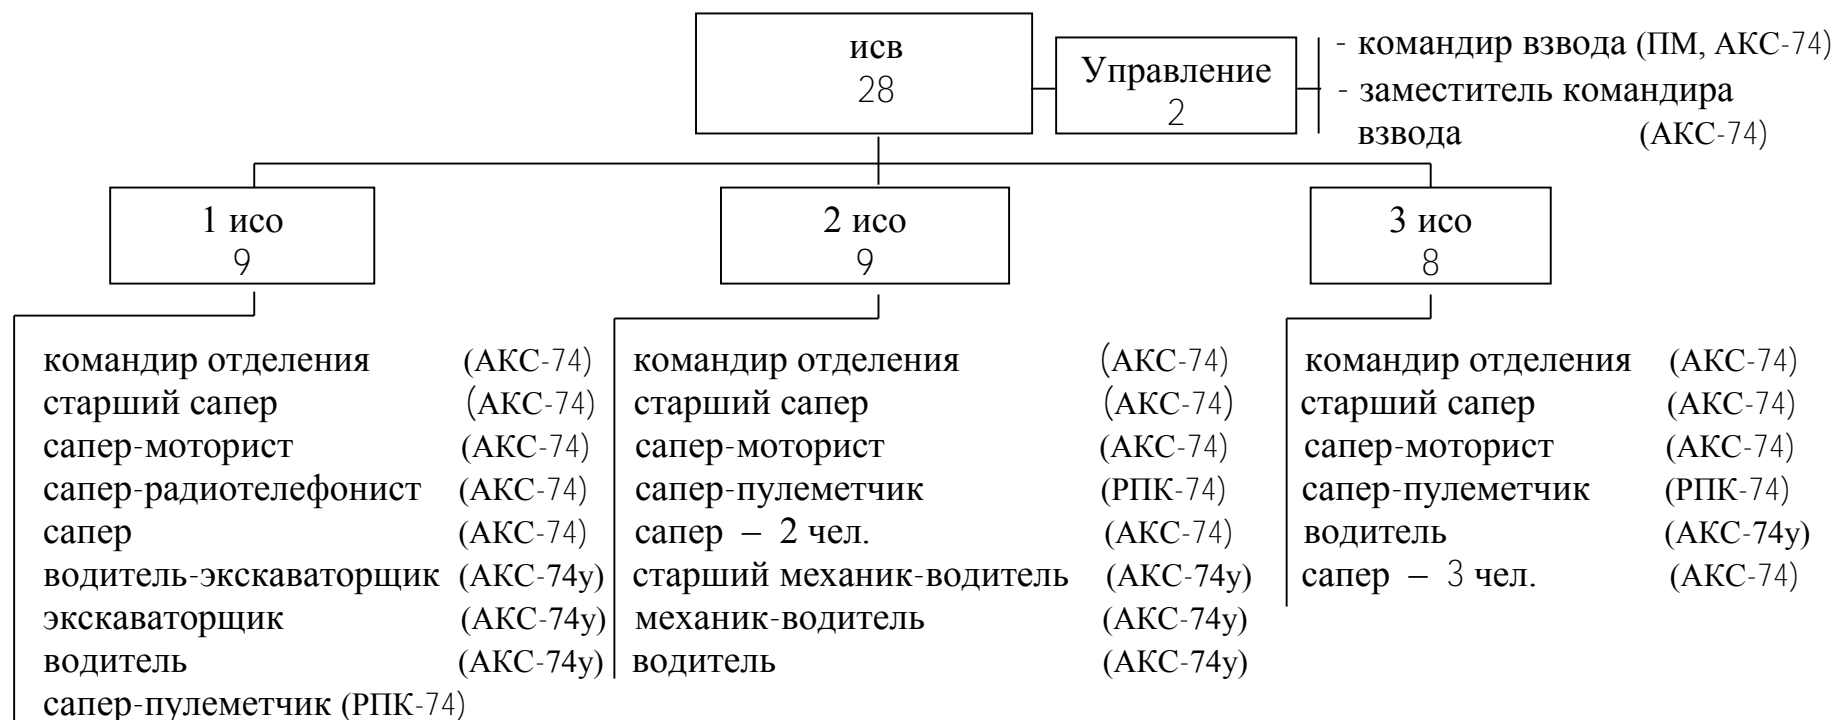 исв
28
Управление
2
- командир взвода (ПМ, АКС-74)
- заместитель командира
взвода (АКС-74)
1 исо
9
2 исо
9
3 исо
8
командир отделения (АКС-74)
старший сапер (АКС-74)
сапер-моторист (АКС-74)
сапер-радиотелефонист (АКС-74)
сапер (АКС-74)
водитель-экскаваторщик (АКС-74у)
экскаваторщик (АКС-74у)
водитель (АКС-74у)
сапер-пулеметчик (РПК-74)
командир отделения (АКС-74)
старший сапер (АКС-74)
сапер-моторист (АКС-74)
сапер-пулеметчик (РПК-74)
сапер – 2 чел. (АКС-74)
старший механик-водитель (АКС-74у)
механик-водитель (АКС-74у)
водитель (АКС-74у)
командир отделения (АКС-74)
старший сапер (АКС-74)
сапер-моторист (АКС-74)
сапер-пулеметчик (РПК-74)
водитель (АКС-74у)
сапер – 3 чел. (АКС-74)